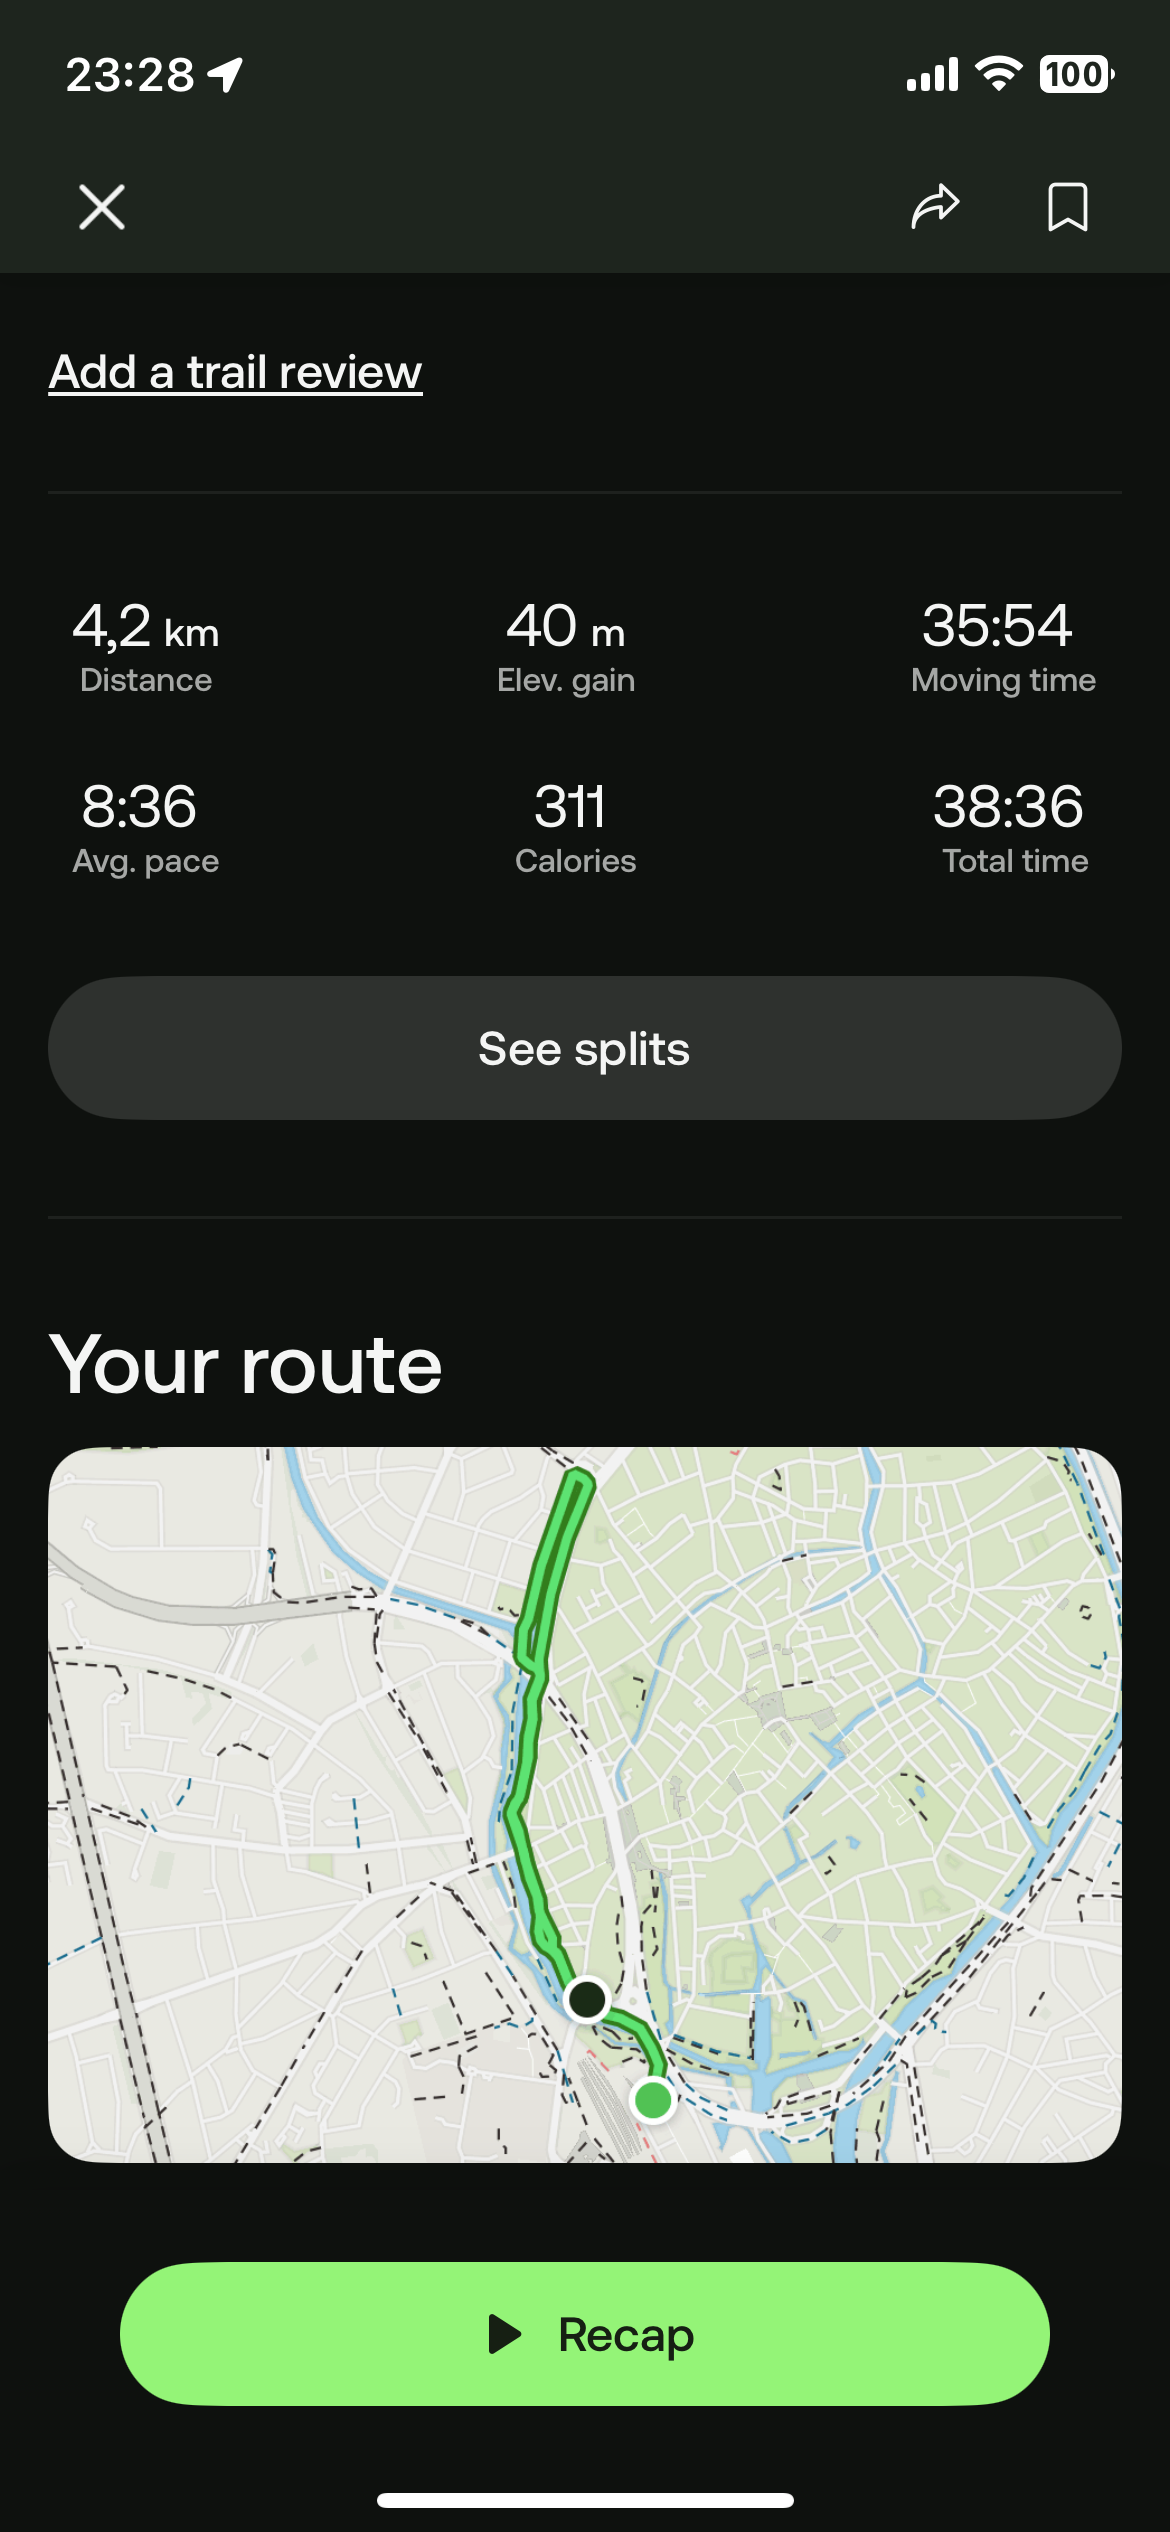 23:28
100
Add a trail review
4,2 km
40 m
35:54
Distance
Elev. gain
Moving time
8:36
311
38:36
Avg. pace
Calories
Total time
See splits
Your route
Recap